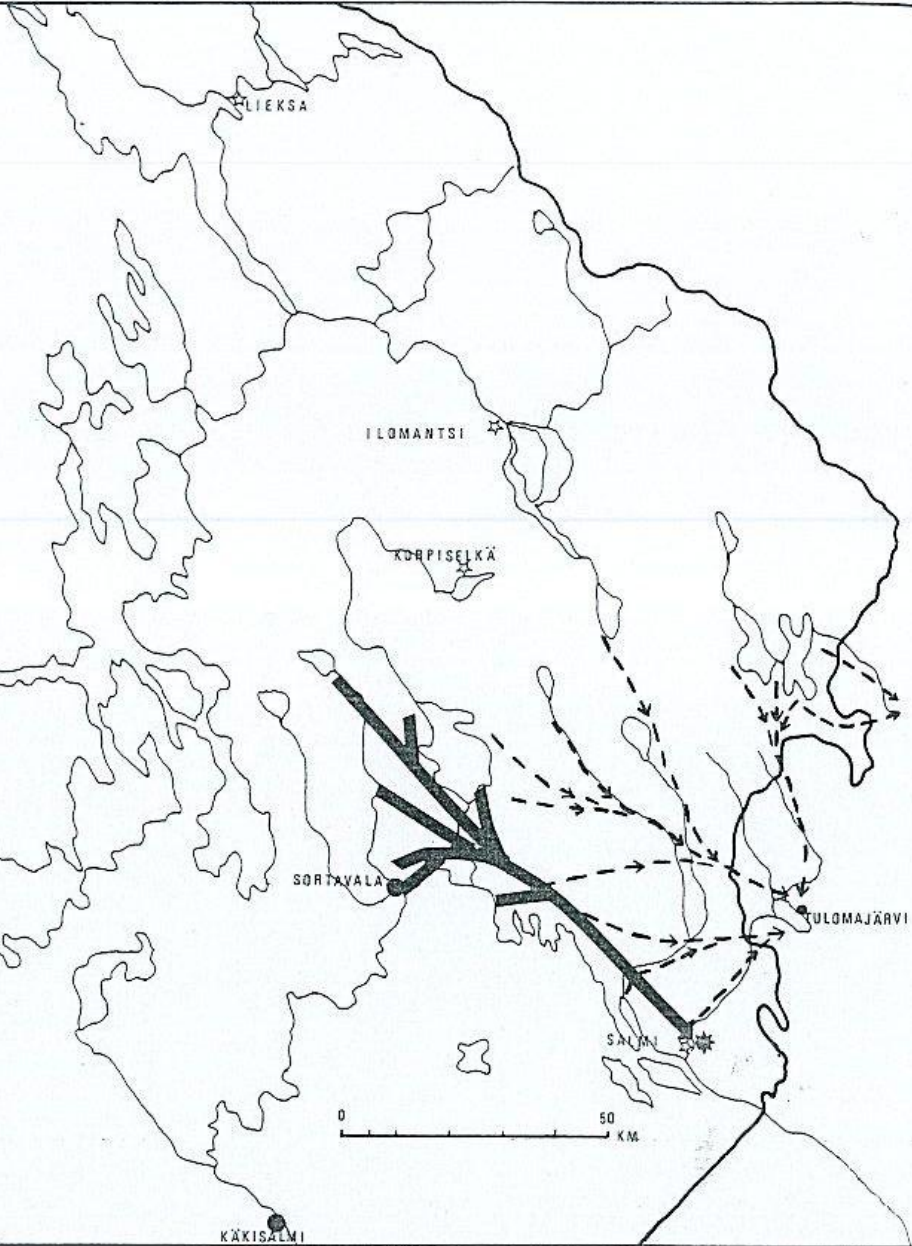 LIEKSA
ILOMANTSI
KORPISELKÄ
SORTAVALA
TULOMAJÄRVI
SALMI
0 50
KM
KÄKISALMI